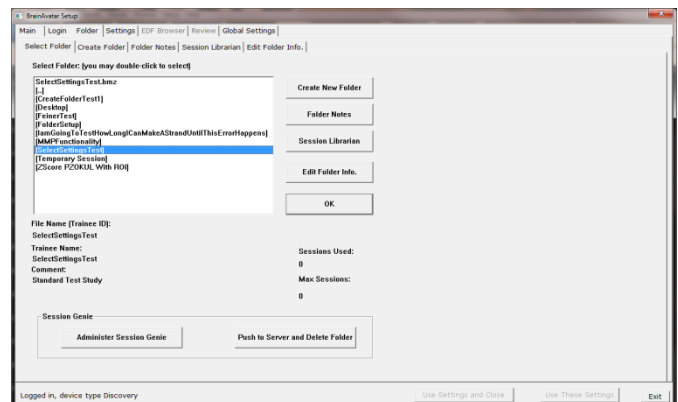 BrainAvatar Setup
Main Login Folder Settings EDF Browser Review Global Settings
Select Folder Create Folder Folder Notes Session Librarian Edit Folder Info.
Select Folder: [you may double-click to select]
SelectSettingsTest.bmz
[..]
[CreateFolderTest1]
[Desktop]
[FeinerTest]
[FolderSetup]
[IamGoingToTestHowLongICanMakeAStrandUntilThisErrorHappens]
[MMPFunctionality]
[SelectSettingsTest]
[Temporary Session]
[ZScore PZOKUL With ROI]
Create New Folder
Folder Notes
Session Librarian
Edit Folder Info.
OK
File Name [Trainee ID]:
SelectSettingsTest
Trainee Name:
SelectSettingsTest
Comment:
Standard Test Study
Sessions Used:
0
Max Sessions:
0
Session Genie
Administer Session Genie
Push to Server and Delete Folder
Logged in, device type Discovery
Use Settings and Close
Use These Settings
Exit